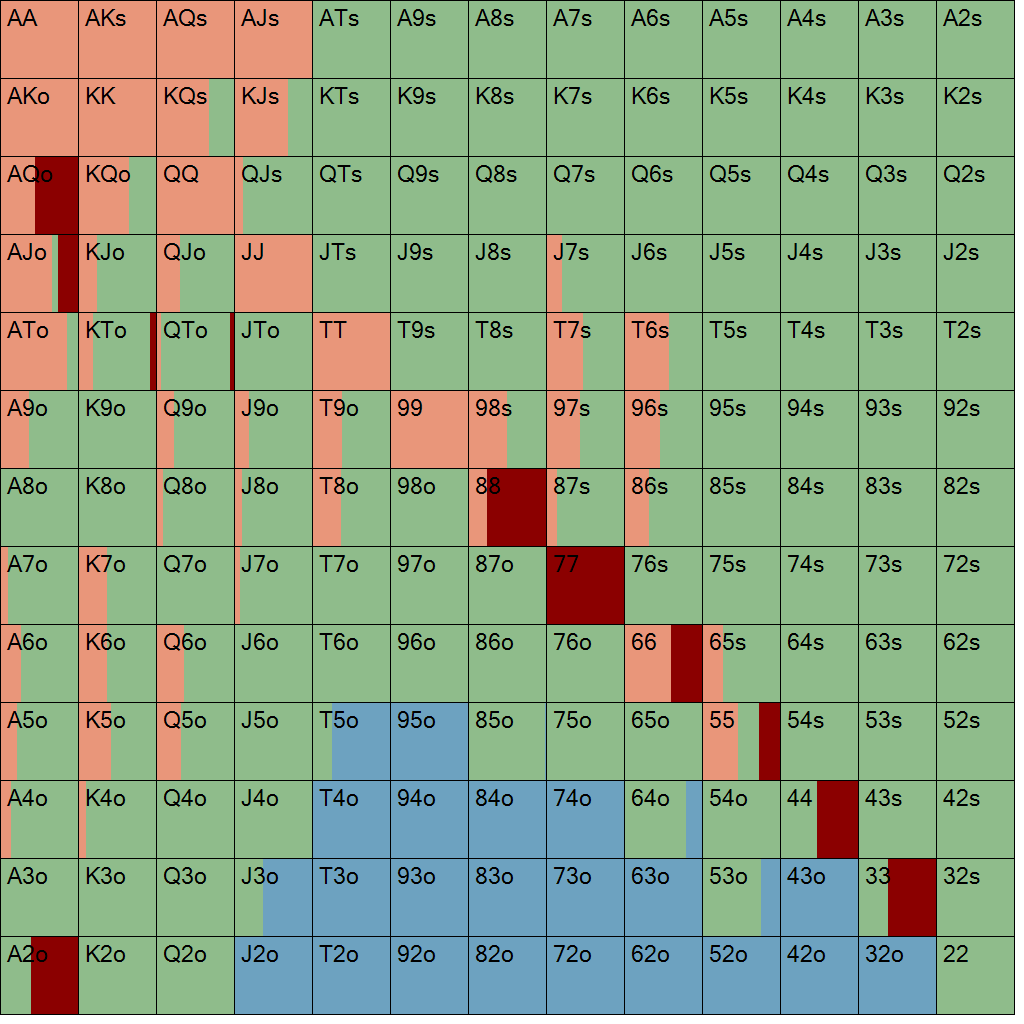 AA AKs AQs AJs ATs A9s A8s A7s A6s A5s A4s A3s A2s
AKo KK KQs KJs KTs K9s K8s K7s K6s K5s K4s K3s K2s
AQo KQo QQ QJs QTs Q9s Q8s Q7s Q6s Q5s Q4s Q3s Q2s
AJo KJo QJo JJ JTs J9s J8s J7s J6s J5s J4s J3s J2s
ATo KTo QTo JTo TT T9s T8s T7s T6s T5s T4s T3s T2s
A9o K9o Q9o J9o T9o 99 98s 97s 96s 95s 94s 93s 92s
A8o K8o Q8o J8o T8o 98o 88 87s 86s 85s 84s 83s 82s
A7o K7o Q7o J7o T7o 97o 87o 77 76s 75s 74s 73s 72s
A6o K6o Q6o J6o T6o 96o 86o 76o 66 65s 64s 63s 62s
A5o K5o Q5o J5o T5o 95o 85o 75o 65o 55 54s 53s 52s
A4o K4o Q4o J4o T4o 94o 84o 74o 64o 54o 44 43s 42s
A3o K3o Q3o J3o T3o 93o 83o 73o 63o 53o 43o 33 32s
A2o K2o Q2o J2o T2o 92o 82o 72o 62o 52o 42o 32o 22